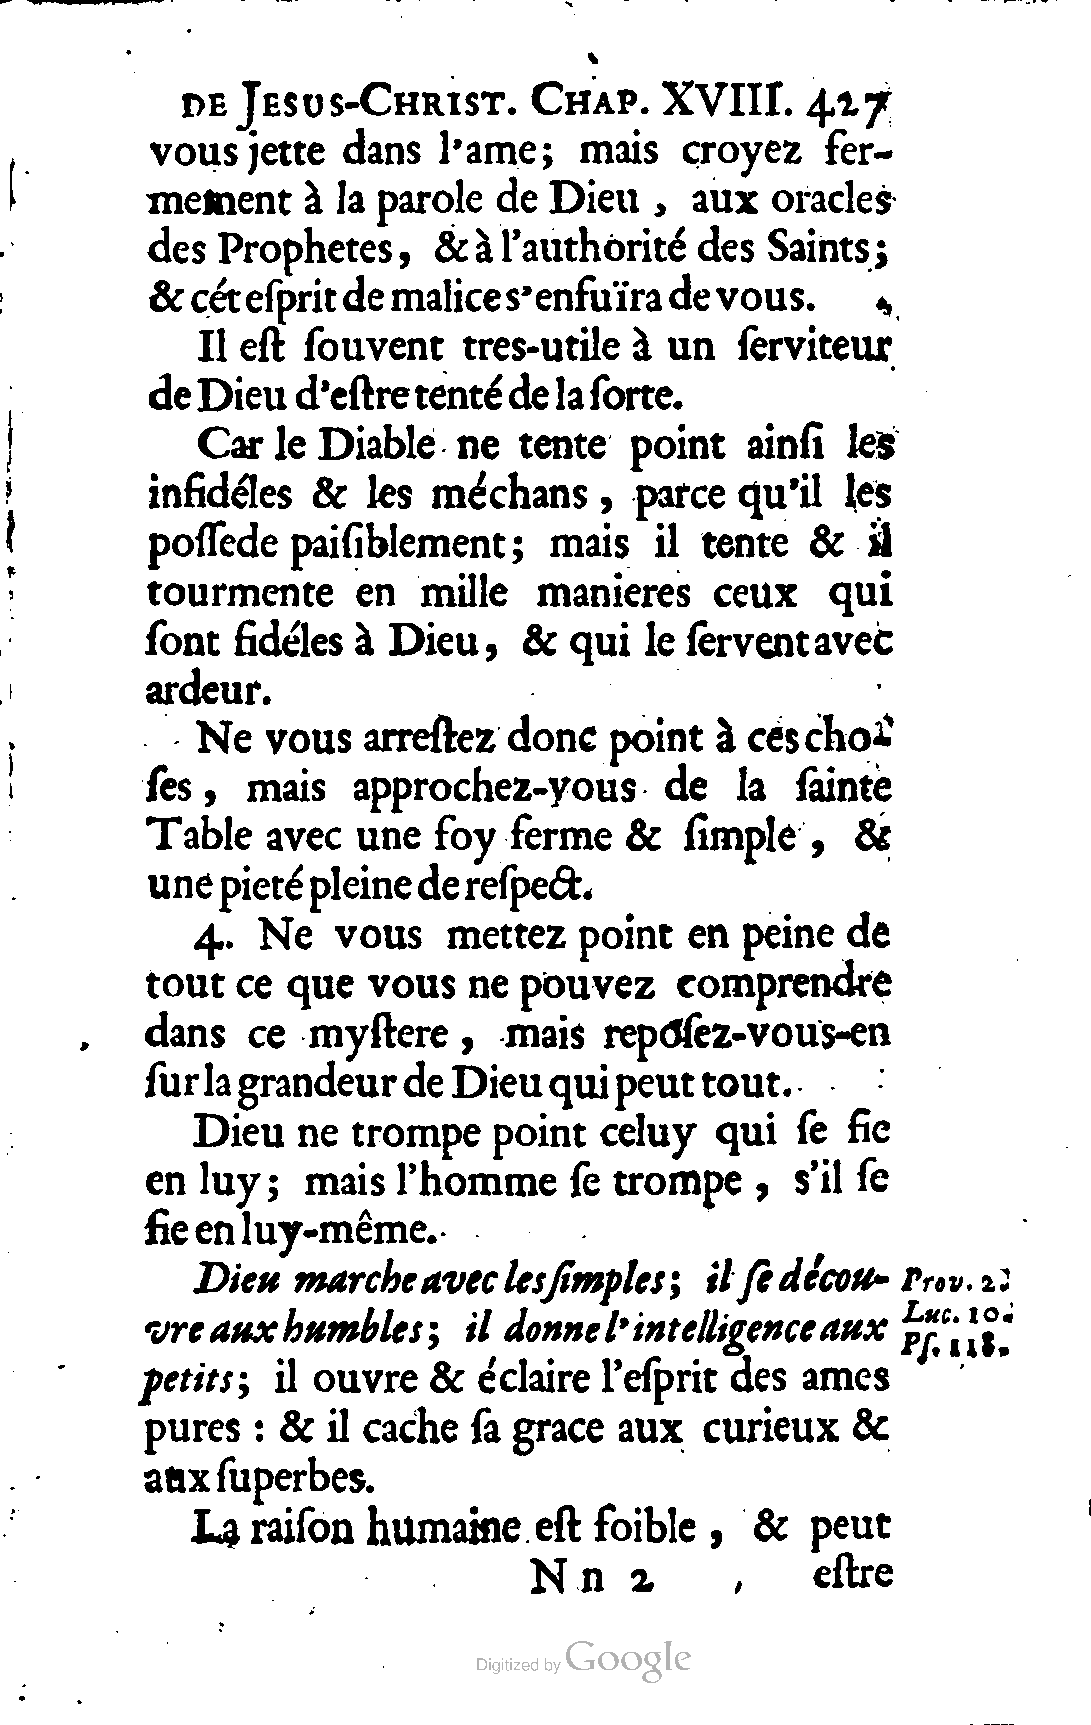 DE JESUS-CHRIST. CHAP. XVIII. 427
vous jette dans l'ame; mais croyez fer-
mement à la parole de Dieu, aux oracles
des Prophetes, & à l'authorité des Saints;
& cét eſprit de malice s'enfuïra de vous.
Il eſt ſouvent tres-utile à un ſerviteur
de Dieu d'eſtre tenté de la ſorte.
Car le Diable ne tente point ainſi les
infidéles & les méchans, parce qu'il les
poſſede paiſiblement; mais il tente & il
tourmente en mille manieres ceux qui
ſont fidéles à Dieu, & qui le ſervent avec
ardeur.
Ne vous arreſtez donc point à ces cho-
ſes, mais approchez-vous de la ſainte
Table avec une foy ferme & ſimple, &
une pieté pleine de reſpect.
4. Ne vous mettez point en peine de
tout ce que vous ne pouvez comprendre
dans ce myſtere, mais repoſez-vous-en
ſur la grandeur de Dieu qui peut tout.
Dieu ne trompe point celuy qui ſe fie
en luy; mais l'homme ſe trompe, s'il ſe
fie en luy-même.
Dieu marche avec les ſimples; il ſe décou- Prov. 2.
vre aux humbles; il donne l'intelligence aux Luc. 10.
Pſ. 118.
petits; il ouvre & éclaire l'eſprit des ames
pures : & il cache ſa grace aux curieux &
aux ſuperbes.
La raiſon humaine eſt foible, & peut
Nn 2 eſtre
Digitized by Google